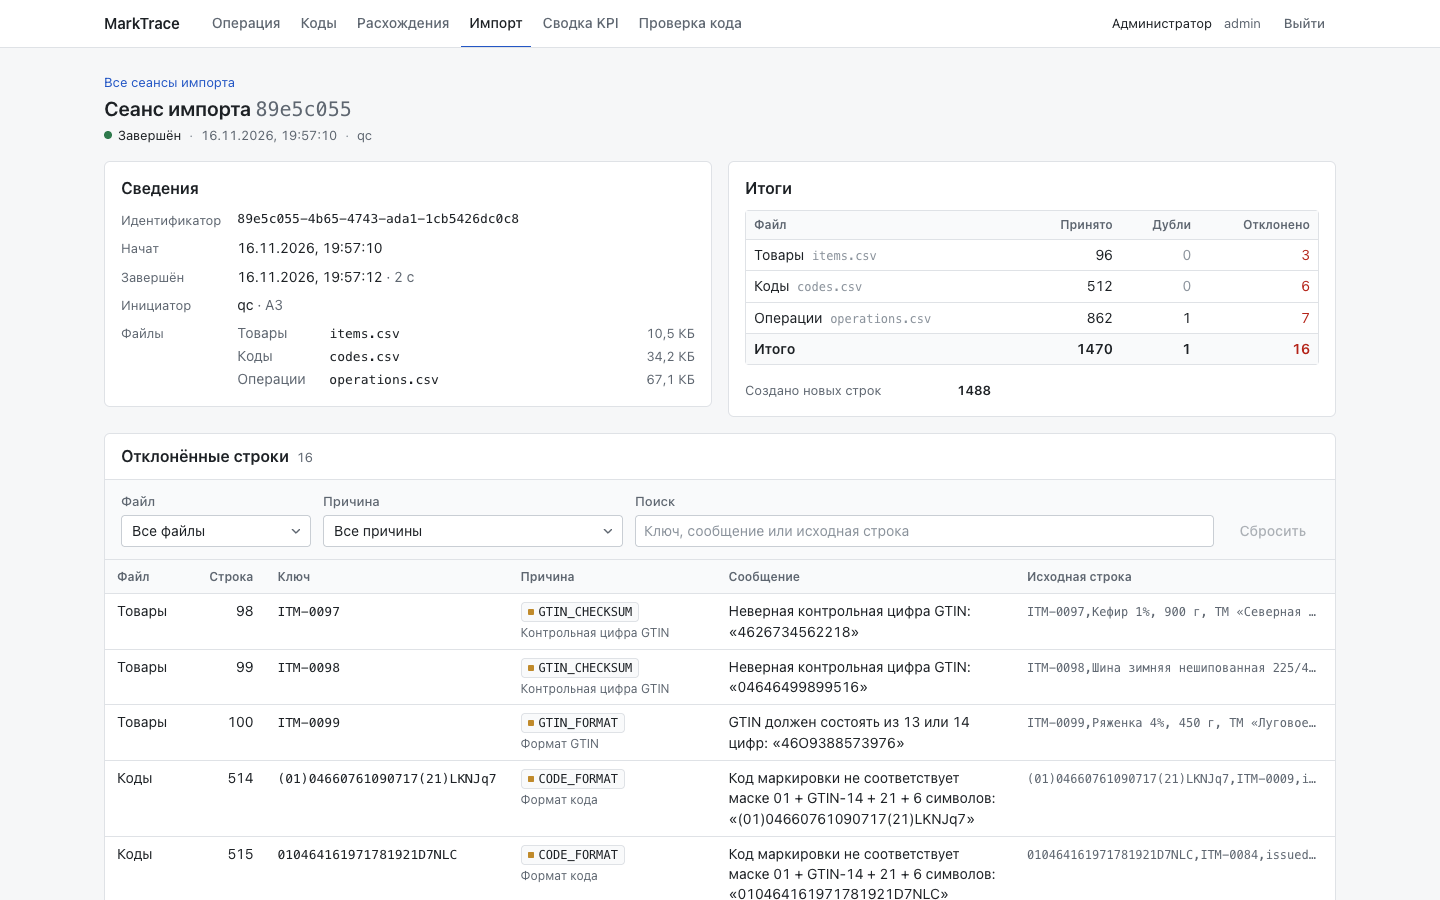 MarkTrace Операция Коды Расхождения Импорт Сводка KPI Проверка кода Администратор admin Выйти
Все сеансы импорта
Сеанс импорта 89e5c055
Завершён · 16.11.2026, 19:57:10 · qc
Сведения
Идентификатор 89e5c055-4b65-4743-ada1-1cb5426dc0c8
Начат 16.11.2026, 19:57:10
Завершён 16.11.2026, 19:57:12 · 2 с
Инициатор qc · A3
Файлы Товары items.csv 10,5 КБ
Коды codes.csv 34,2 КБ
Операции operations.csv 67,1 КБ
Итоги
Файл Принято Дубли Отклонено
Товары items.csv 96 0 3
Коды codes.csv 512 0 6
Операции operations.csv 862 1 7
Итого 1470 1 16
Создано новых строк 1488
Отклонённые строки 16
Файл Причина Поиск
Все файлы Все причины Ключ, сообщение или исходная строка Сбросить
Файл Строка Ключ Причина Сообщение Исходная строка
Товары 98 ITM-0097 GTIN_CHECKSUM Неверная контрольная цифра GTIN: ITM-0097,Кефир 1%, 900 г, ТМ «Северная …
Контрольная цифра GTIN «4626734562218»
Товары 99 ITM-0098 GTIN_CHECKSUM Неверная контрольная цифра GTIN: ITM-0098,Шина зимняя нешипованная 225/4…
Контрольная цифра GTIN «04646499899516»
Товары 100 ITM-0099 GTIN_FORMAT GTIN должен состоять из 13 или 14 ITM-0099,Ряженка 4%, 450 г, ТМ «Луговое…
Формат GTIN цифр: «46O9388573976»
Коды 514 (01)04660761090717(21)LKNJq7 CODE_FORMAT Код маркировки не соответствует (01)04660761090717(21)LKNJq7,ITM-0009,i…
Формат кода маске 01 + GTIN-14 + 21 + 6 символов:
«(01)04660761090717(21)LKNJq7»
Коды 515 010464161971781921D7NLC CODE_FORMAT Код маркировки не соответствует 010464161971781921D7NLC,ITM-0084,issued…
Формат кода маске 01 + GTIN-14 + 21 + 6 символов:
«010464161971781921D7NLC»